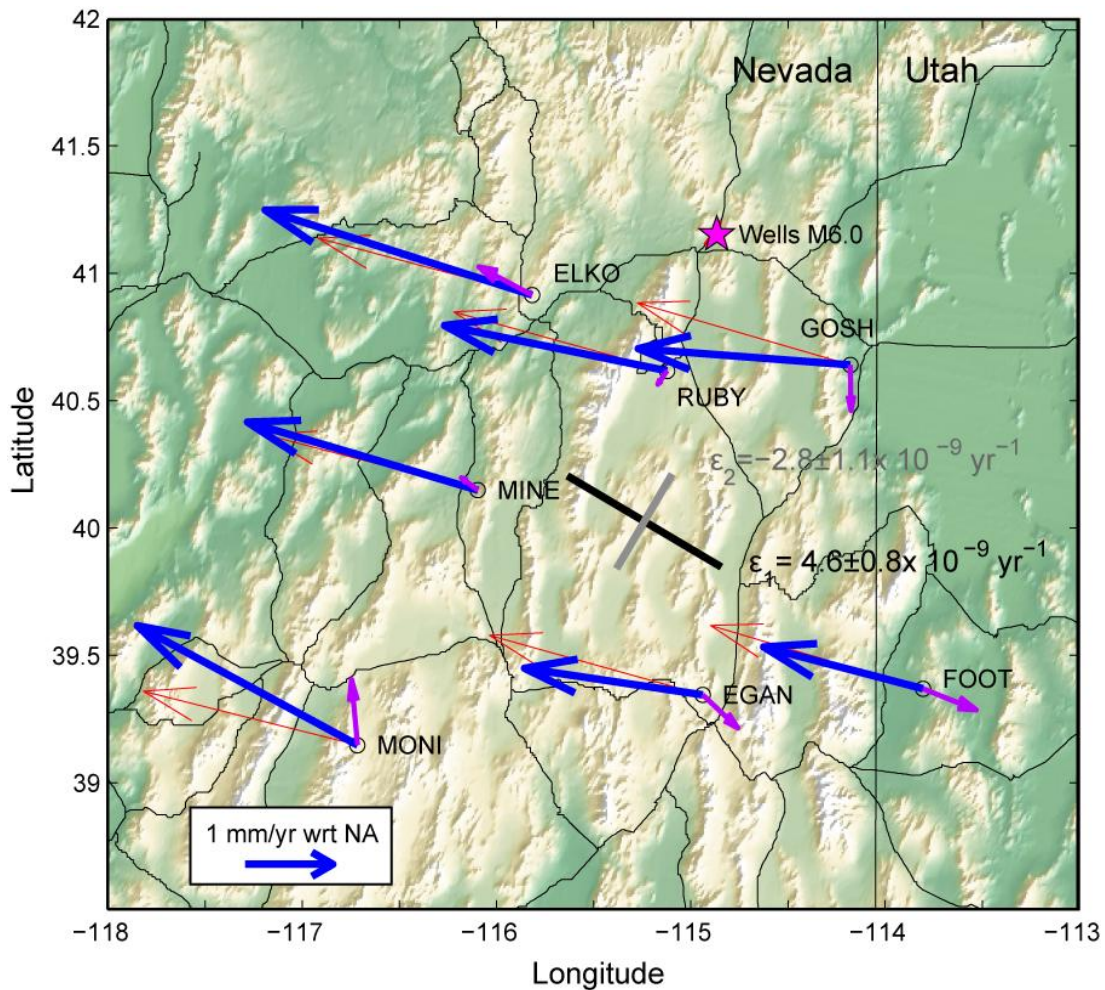 42
41.5
41
40.5
40
39.5
39
−118
−117
−116
−115
−114
−113
Latitude
Longitude
Nevada
Utah
Wells M6.0
ELKO
GOSH
RUBY
ε₂=−2.8±1.1x 10 ⁻⁹ yr⁻¹
MINE
ε₁ = 4.6±0.8x 10 ⁻⁹ yr⁻¹
FOOT
EGAN
MONI
1 mm/yr wrt NA